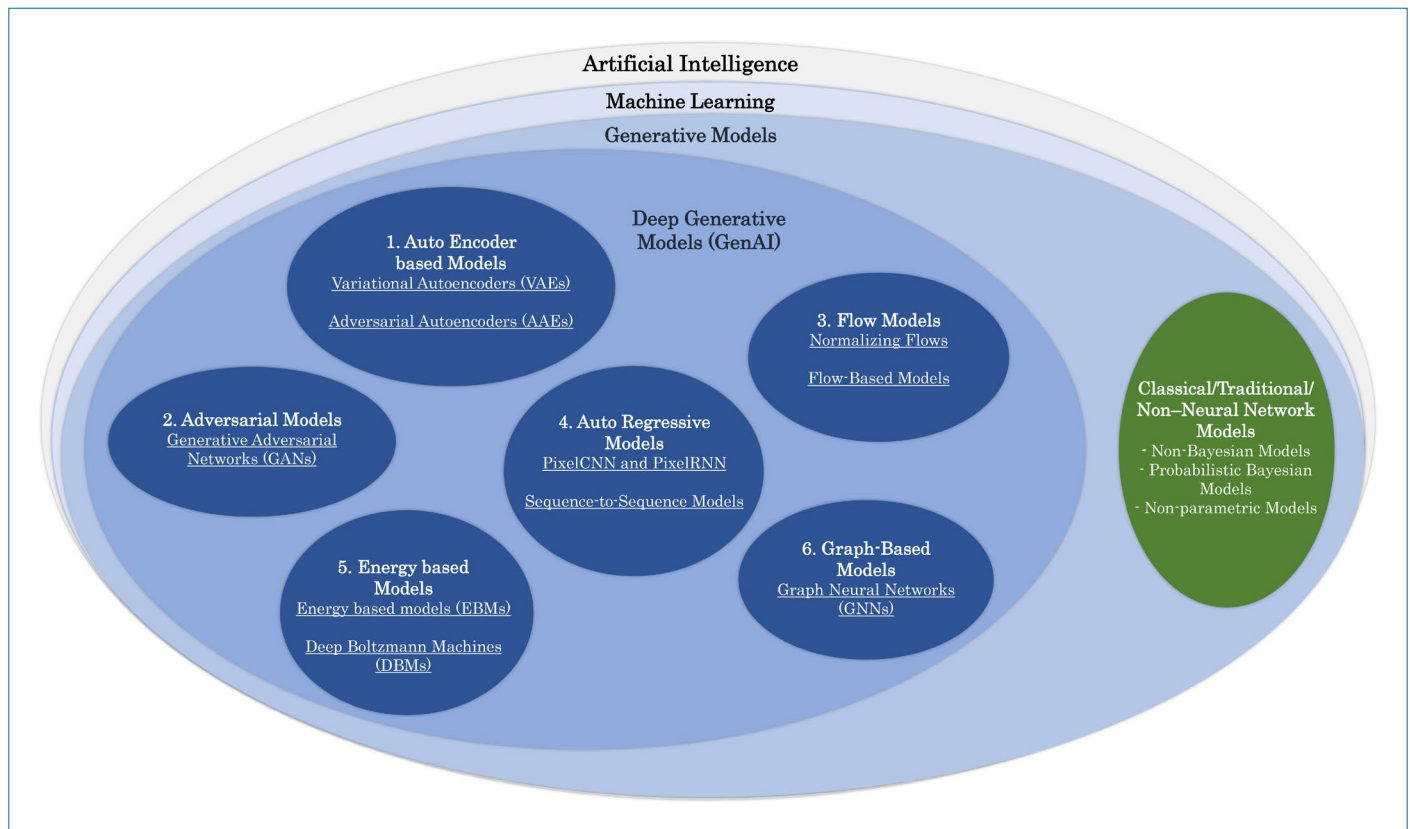 Artificial Intelligence
Machine Learning
Generative Models
Deep Generative
Models (GenAI)
1. Auto Encoder
based Models
Variational Autoencoders (VAEs)
Adversarial Autoencoders (AAEs)
2. Adversarial Models
Generative Adversarial
Networks (GANs)
3. Flow Models
Normalizing Flows
Flow-Based Models
4. Auto Regressive
Models
PixelCNN and PixelRNN
Sequence-to-Sequence Models
5. Energy based
Models
Energy based models (EBMs)
Deep Boltzmann Machines
(DBMs)
6. Graph-Based
Models
Graph Neural Networks
(GNNs)
Classical/Traditional/
Non–Neural Network
Models
- Non-Bayesian Models
- Probabilistic Bayesian
Models
- Non-parametric Models